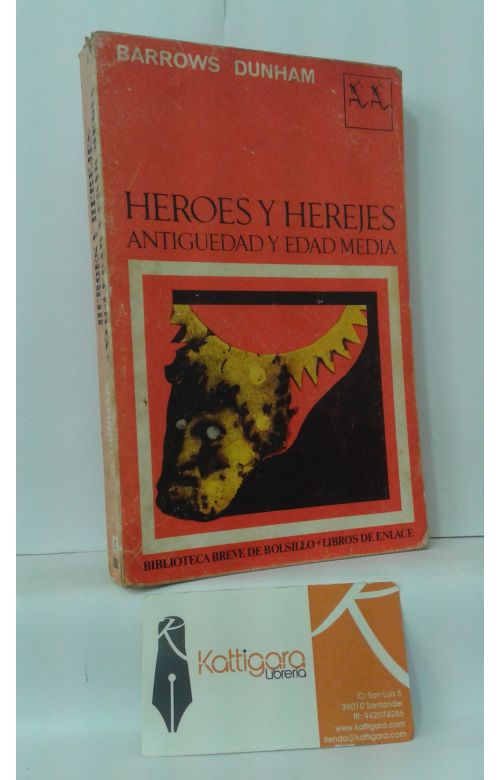 BARROWS DUNHAM
HEROES Y HEREJES
ANTIGUEDAD Y EDAD MEDIA
BIBLIOTECA BREVE DE BOLSILLO • LIBROS DE ENLACE
Kattigara
Librería
San Luis 5
39010 Santander
tlf: 942074286
www.kattigara.com
tienda@kattigara.com